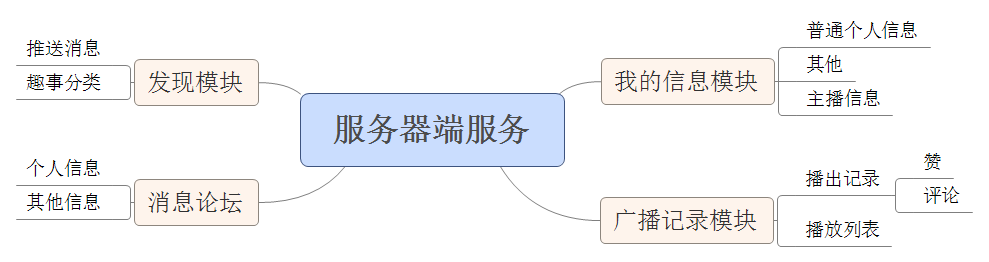 服务器端服务
发现模块
推送消息
趣事分类
消息论坛
个人信息
其他信息
我的信息模块
普通个人信息
其他
主播信息
广播记录模块
播出记录
赞
评论
播放列表